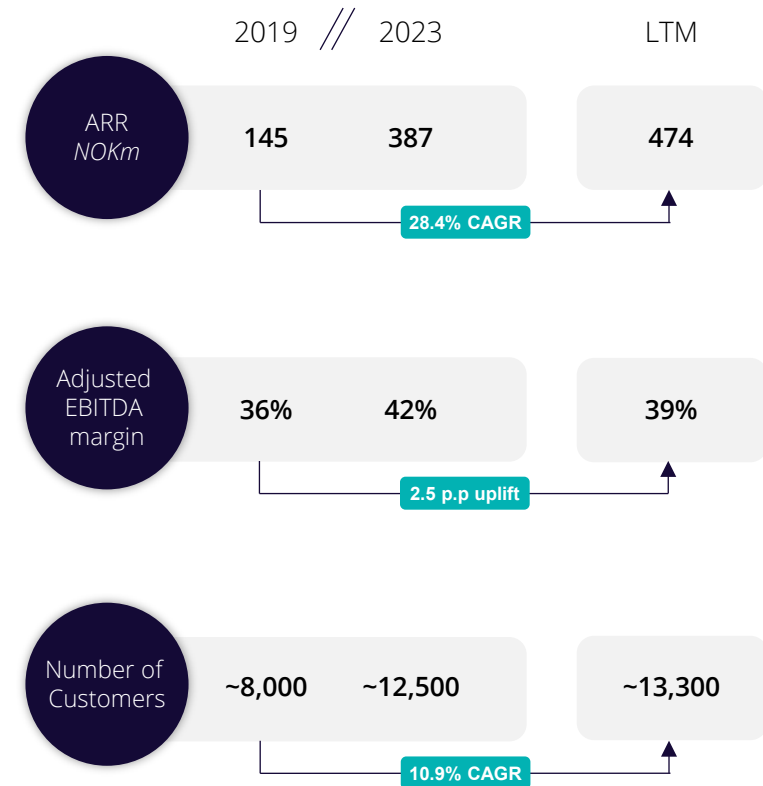 2019 // 2023 LTM
ARR
NOKm
145 387 474
28.4% CAGR
Adjusted
EBITDA
margin
36% 42% 39%
2.5 p.p uplift
Number of
Customers
~8,000 ~12,500 ~13,300
10.9% CAGR